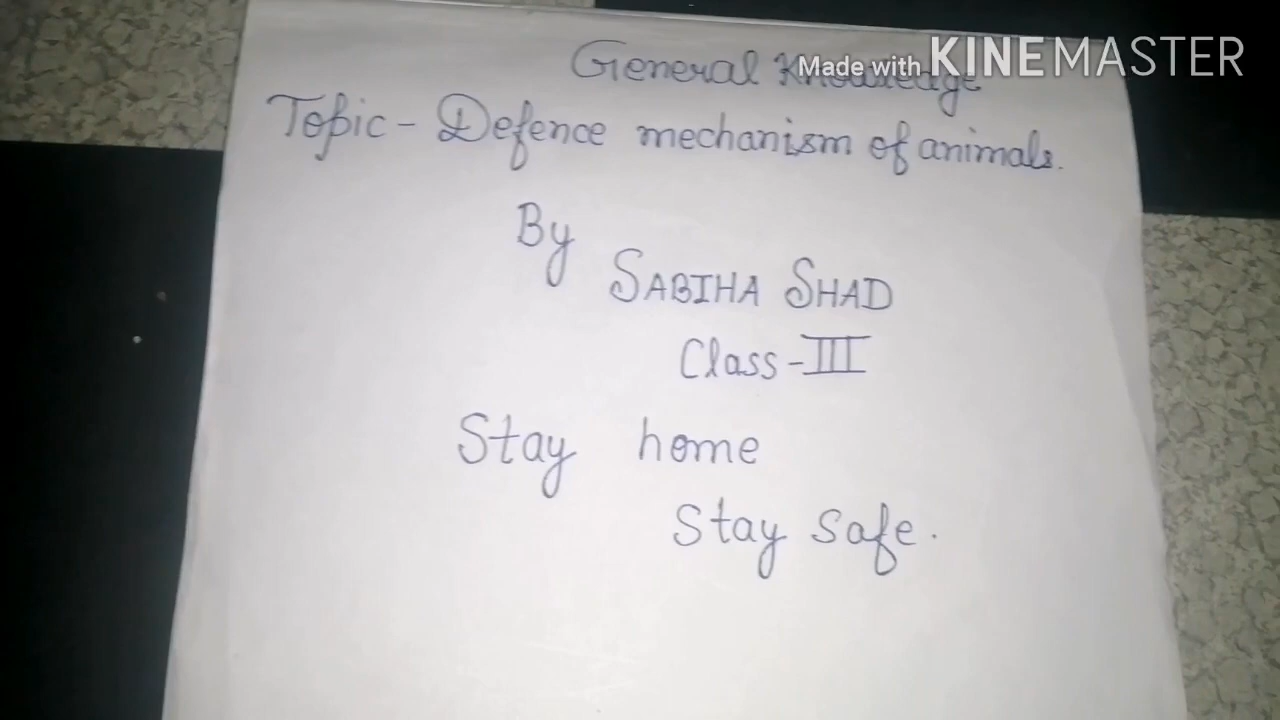 General Knowledge
Made with KINEMASTER
Topic - Defence mechanism of animals.
By
SABIHA SHAD
Class - III
Stay home
Stay safe.